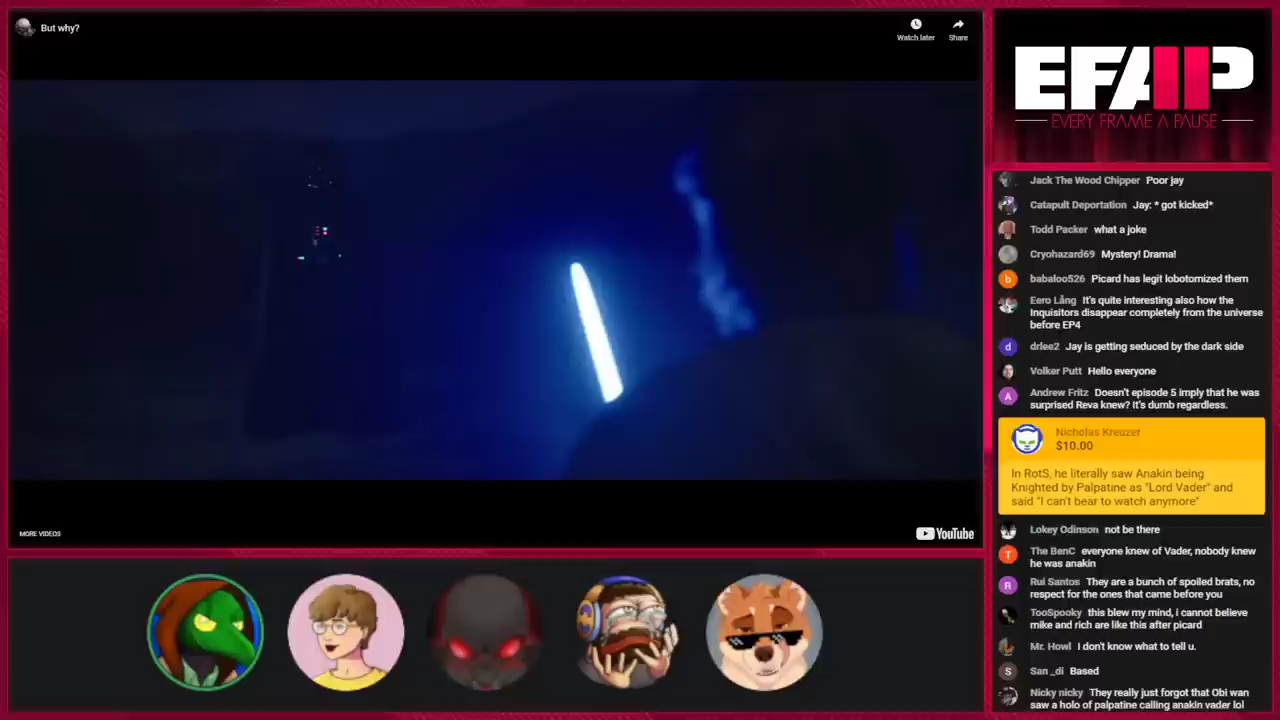 But why?
Watch later
Share
MORE VIDEOS
YouTube
EFAP
EVERY FRAME A PAUSE
Jack The Wood Chipper Poor jay
Catapult Deportation Jay: * got kicked*
Todd Packer what a joke
Cryohazard69 Mystery! Drama!
b
babaloo526 Picard has legit lobotomized them
Eero Lång It's quite interesting also how the
Inquisitors disappear completely from the universe
before EP4
d
drlee2 Jay is getting seduced by the dark side
Volker Putt Hello everyone
A
Andrew Fritz Doesn't episode 5 imply that he was
surprised Reva knew? It's dumb regardless.
Nicholas Kreuzer
$10.00
In RotS, he literally saw Anakin being
Knighted by Palpatine as "Lord Vader" and
said "I can't bear to watch anymore"
Lokey Odinson not be there
T
The BenC everyone knew of Vader, nobody knew
he was anakin
R
Rui Santos They are a bunch of spoiled brats, no
respect for the ones that came before you
TooSpooky this blew my mind, i cannot believe
mike and rich are like this after picard
Mr. Howl I don't know what to tell u.
S
San _di Based
Nicky nicky They really just forgot that Obi wan
saw a holo of palpatine calling anakin vader lol